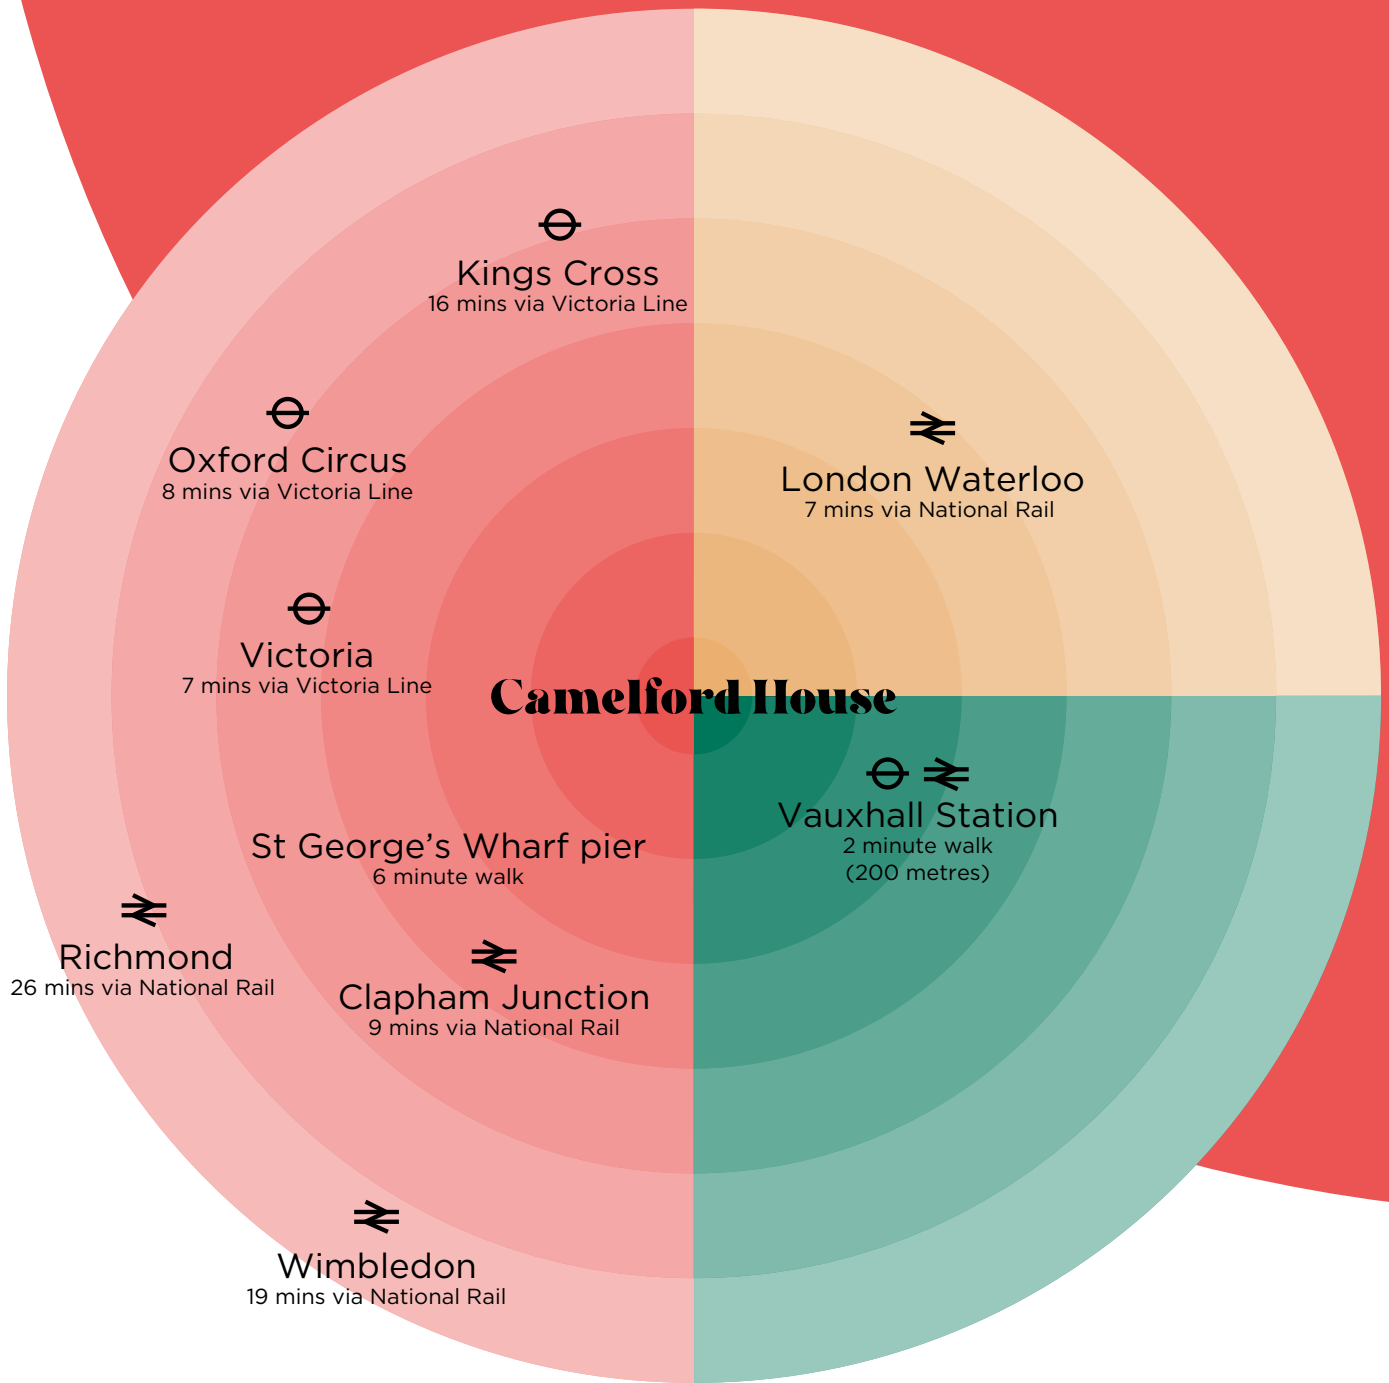 Kings Cross
16 mins via Victoria Line
Oxford Circus
8 mins via Victoria Line
London Waterloo
7 mins via National Rail
Victoria
7 mins via Victoria Line
Camelford House
Vauxhall Station
2 minute walk
(200 metres)
St George’s Wharf pier
6 minute walk
Richmond
26 mins via National Rail
Clapham Junction
9 mins via National Rail
Wimbledon
19 mins via National Rail